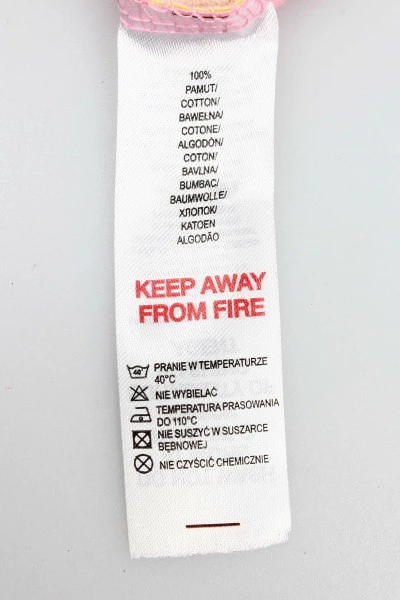 100%
PAMUT/
COTTON/
BAWEŁNA/
COTONE/
ALGODÓN/
COTON/
BAVLNA/
BUMBAC/
BAUMWOLLE/
ХЛОПОК/
KATOEN
ALGODÃO
KEEP AWAY
FROM FIRE
40°
PRANIE W TEMPERATURZE
40°C
NIE WYBIELAĆ
TEMPERATURA PRASOWANIA
DO 110°C
NIE SUSZYĆ W SUSZARCE
BĘBNOWEJ
NIE CZYŚCIĆ CHEMICZNIE